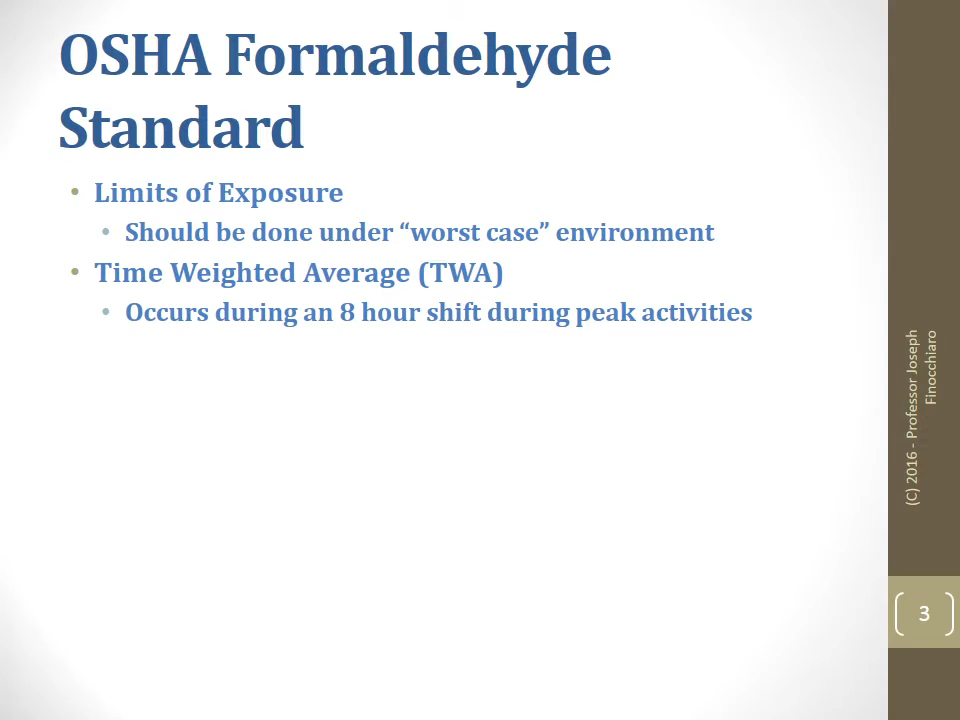 OSHA Formaldehyde
Standard
• Limits of Exposure
• Should be done under “worst case” environment
• Time Weighted Average (TWA)
• Occurs during an 8 hour shift during peak activities
(C) 2016 - Professor Joseph
Finocchiaro
3